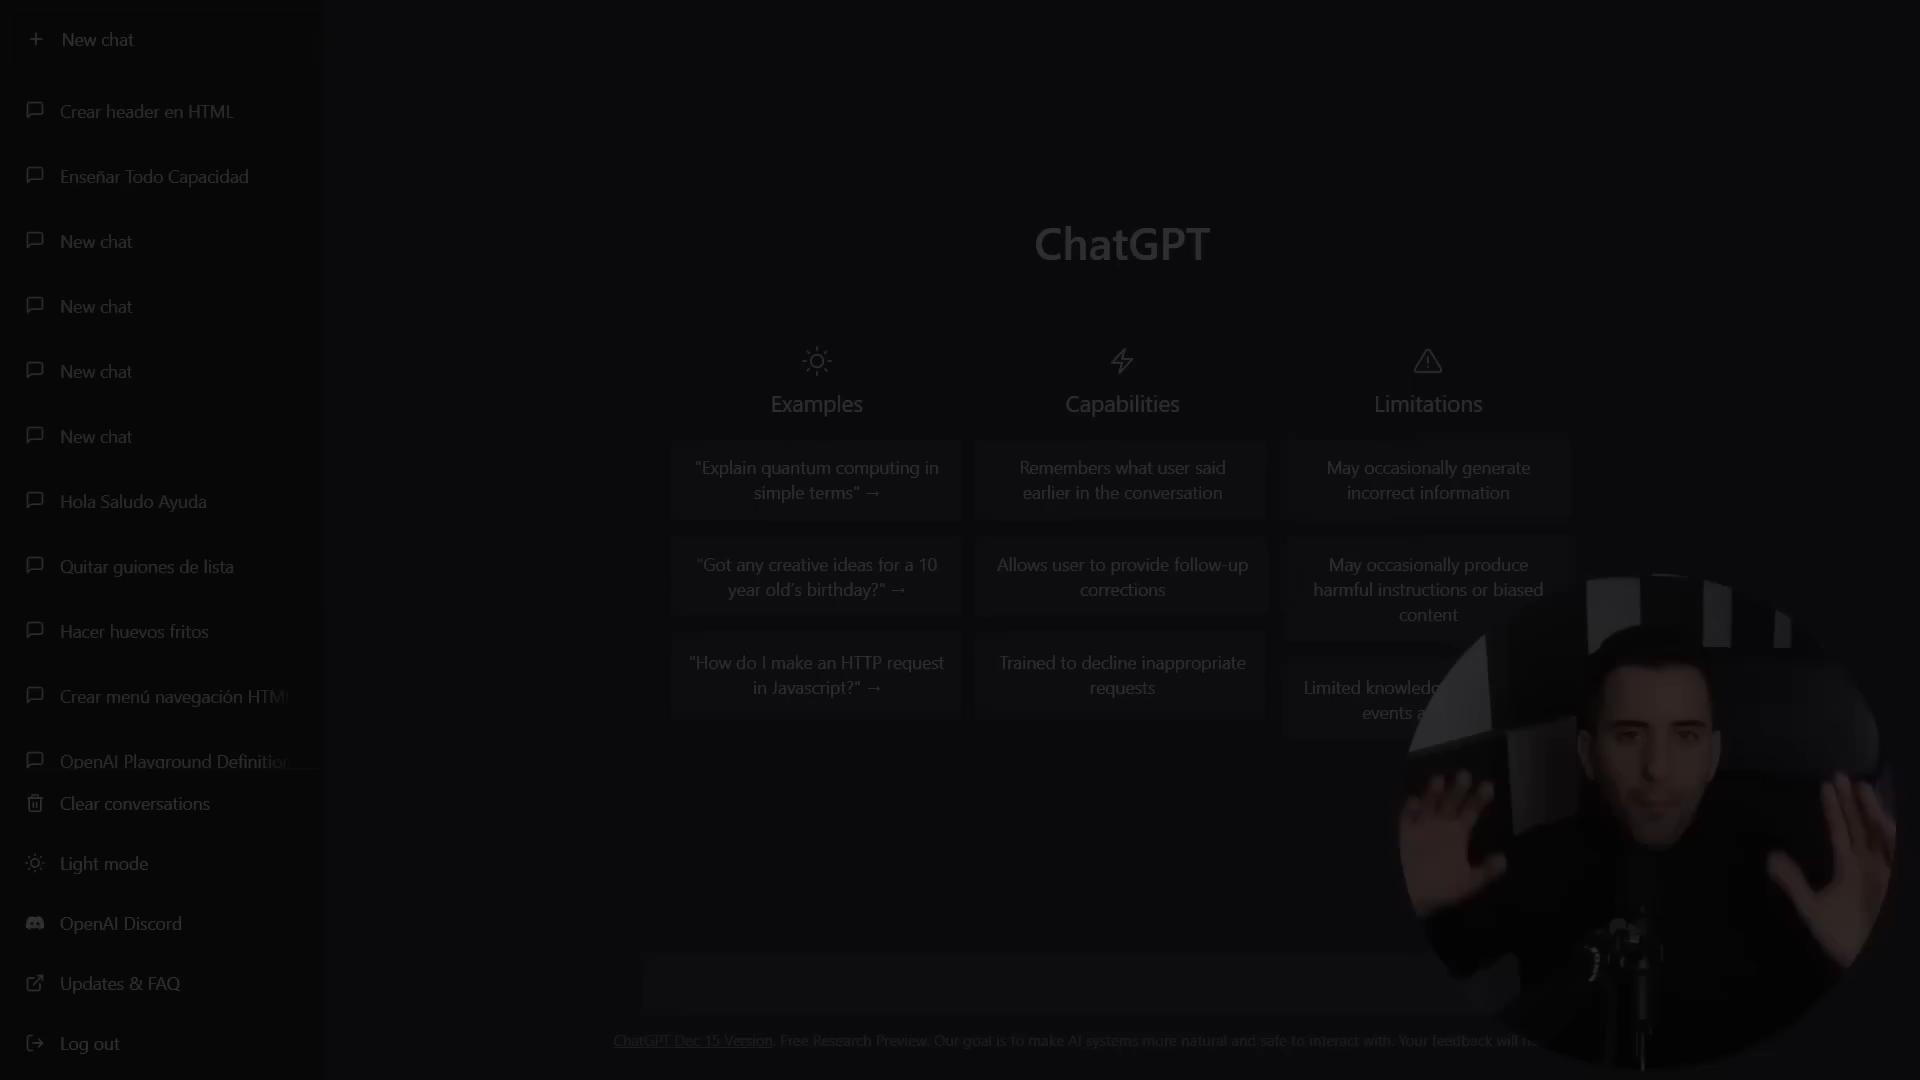 New chat
Crear header en HTML
Enseñar Todo Capacidad
New chat
New chat
New chat
New chat
Hola Saludo Ayuda
Quitar guiones de lista
Hacer huevos fritos
Crear menú navegación HTM
OpenAI Playground Definition
Clear conversations
Light mode
OpenAI Discord
Updates & FAQ
Log out
ChatGPT
Examples
"Explain quantum computing in
simple terms" →
"Got any creative ideas for a 10
year old's birthday?" →
"How do I make an HTTP request
in Javascript?" →
Capabilities
Remembers what user said
earlier in the conversation
Allows user to provide follow-up
corrections
Trained to decline inappropriate
requests
Limitations
May occasionally generate
incorrect information
May occasionally produce
harmful instructions or biased
content
Limited
events
ChatGPT Dec 15 Version. Free Research Preview. Our goal is to make AI systems more natural and safe to interact with. Your feedback will